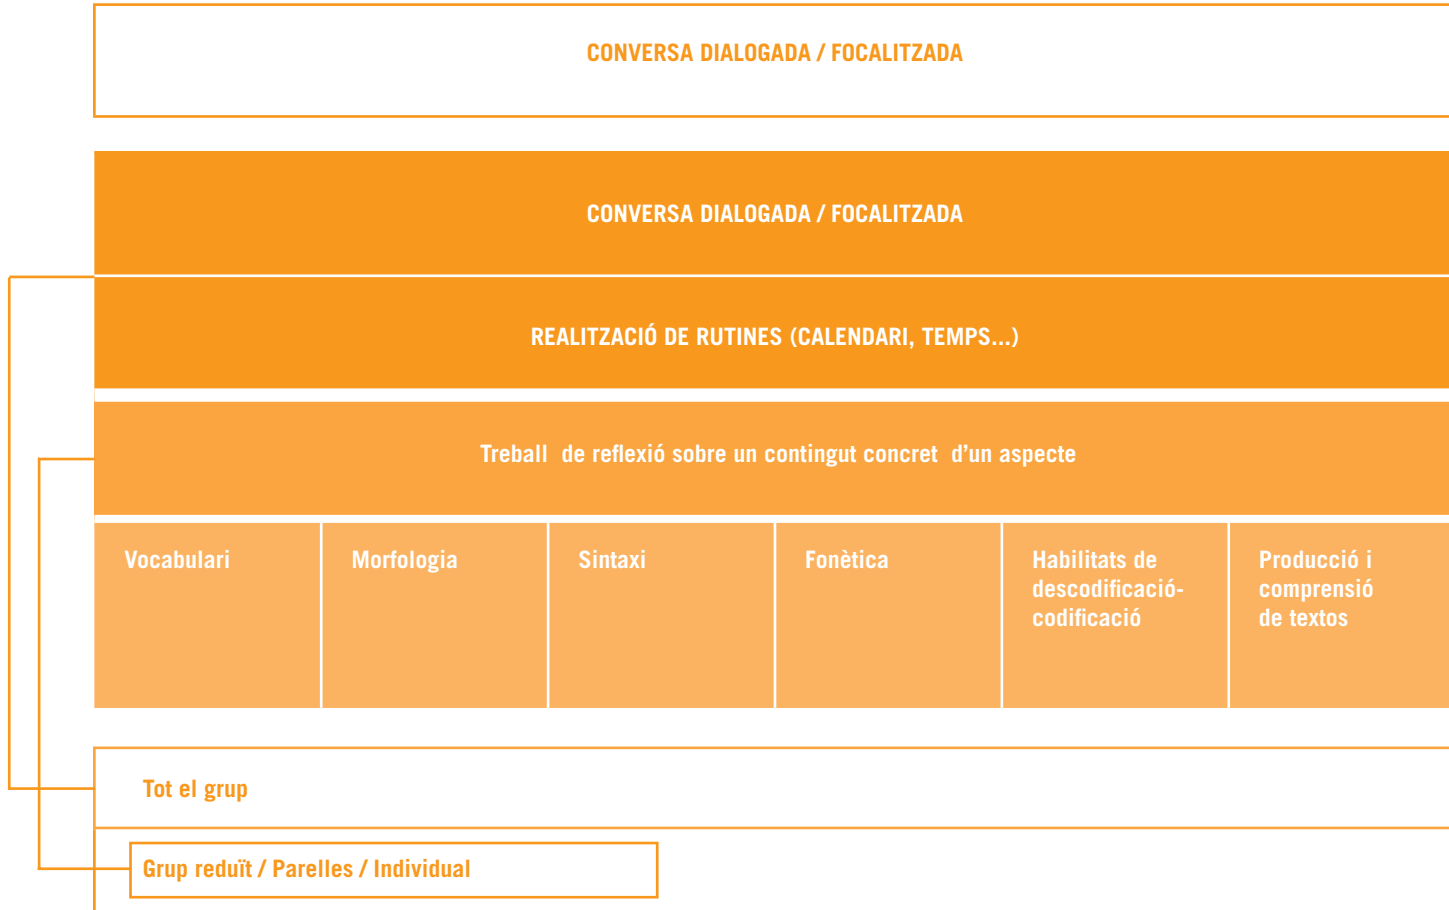 CONVERSA DIALOGADA / FOCALITZADA
CONVERSA DIALOGADA / FOCALITZADA
REALITZACIÓ DE RUTINES (CALENDARI, TEMPS...)
Treball de reflexió sobre un contingut concret d'un aspecte
Vocabulari
Morfologia
Sintaxi
Fonètica
Habilitats de
descodificació-
codificació
Producció i
comprensió
de textos
Tot el grup
Grup reduït / Parelles / Individual